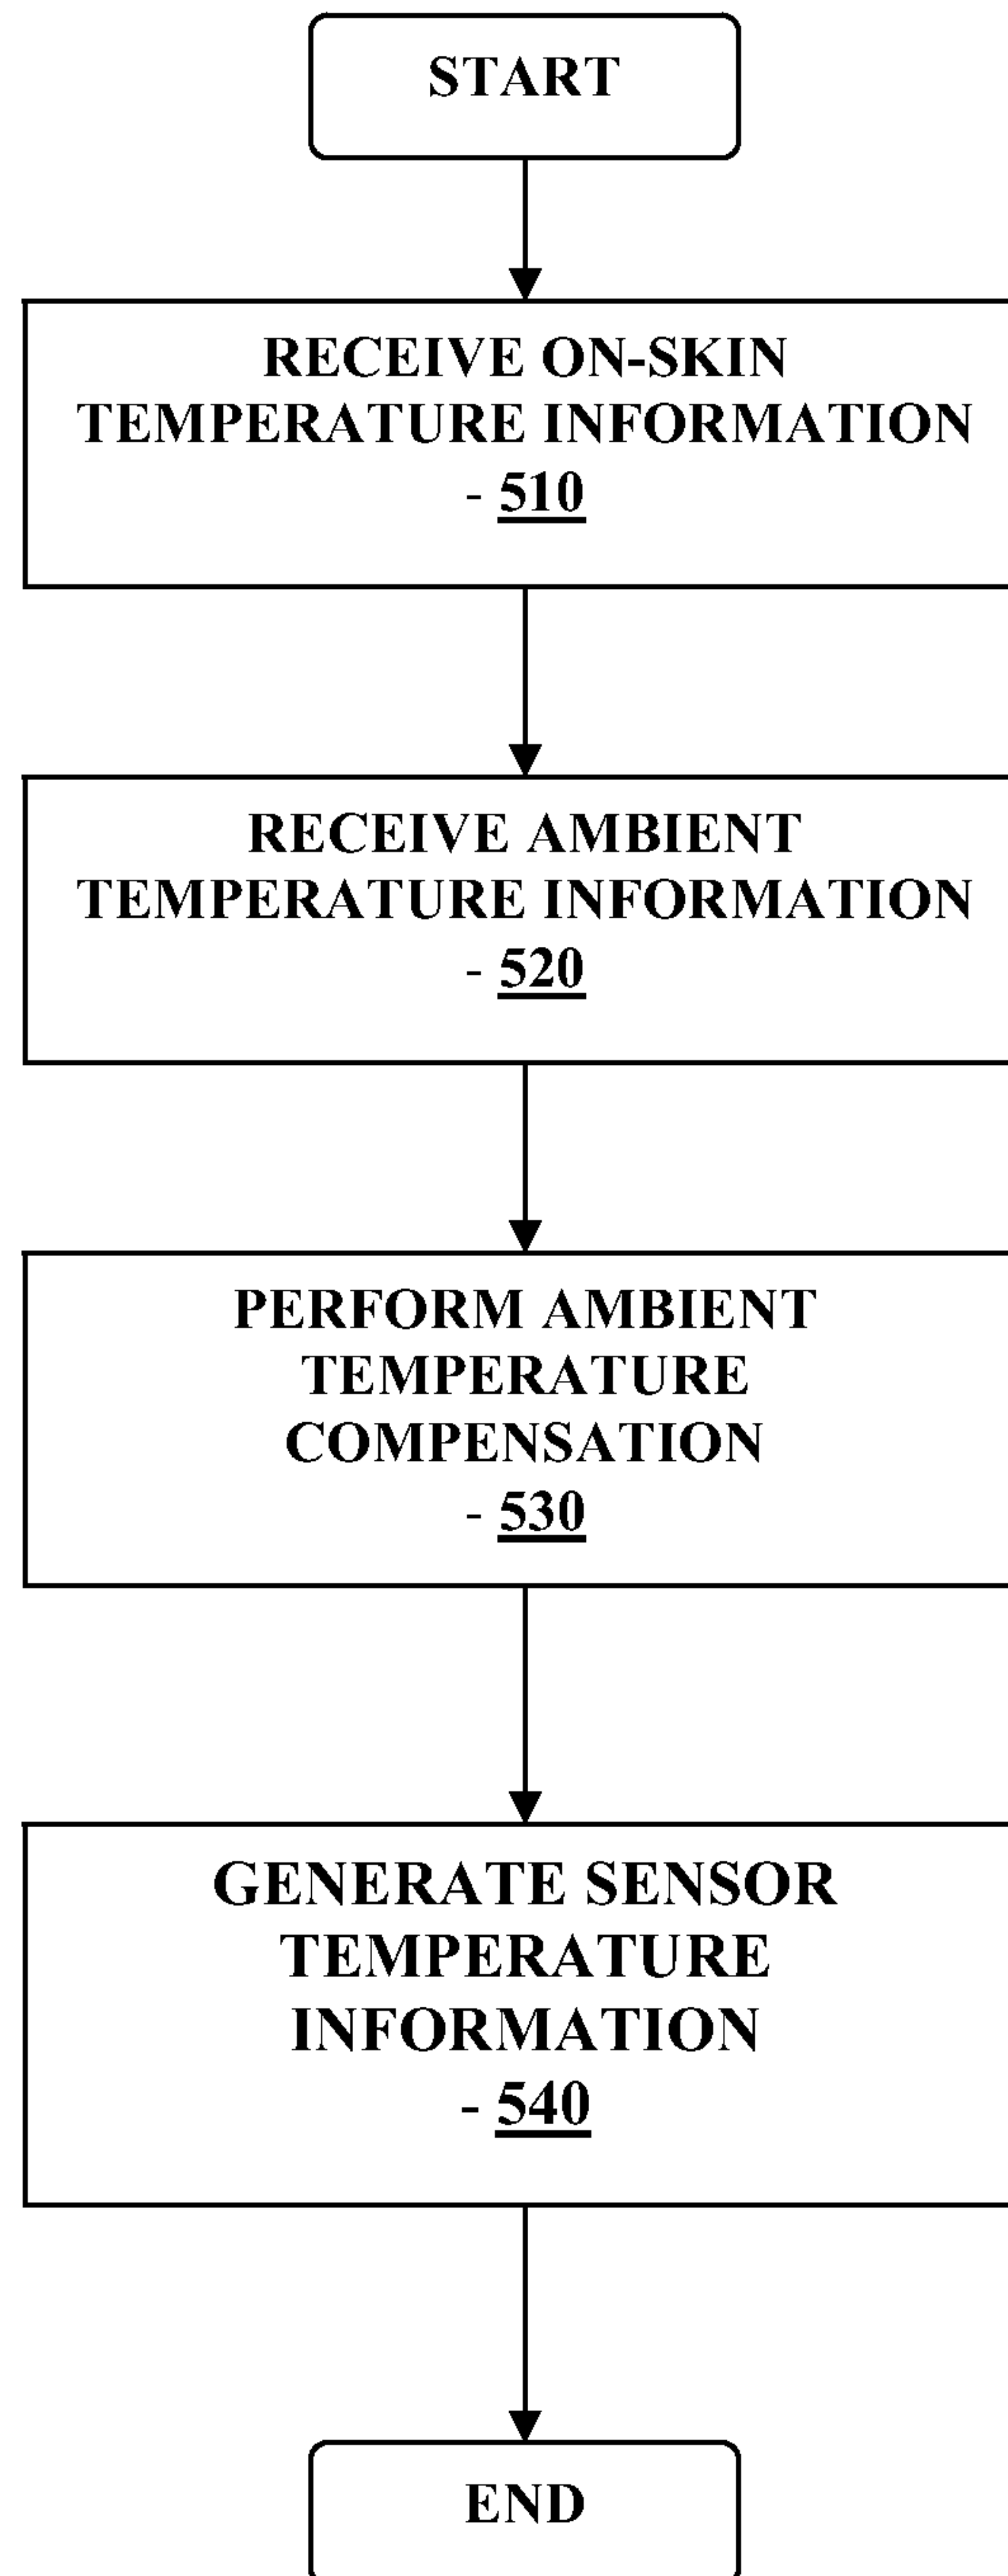 START
RECEIVE ON-SKIN
TEMPERATURE INFORMATION
- 510
RECEIVE AMBIENT
TEMPERATURE INFORMATION
- 520
PERFORM AMBIENT
TEMPERATURE
COMPENSATION
- 530
GENERATE SENSOR
TEMPERATURE
INFORMATION
- 540
END